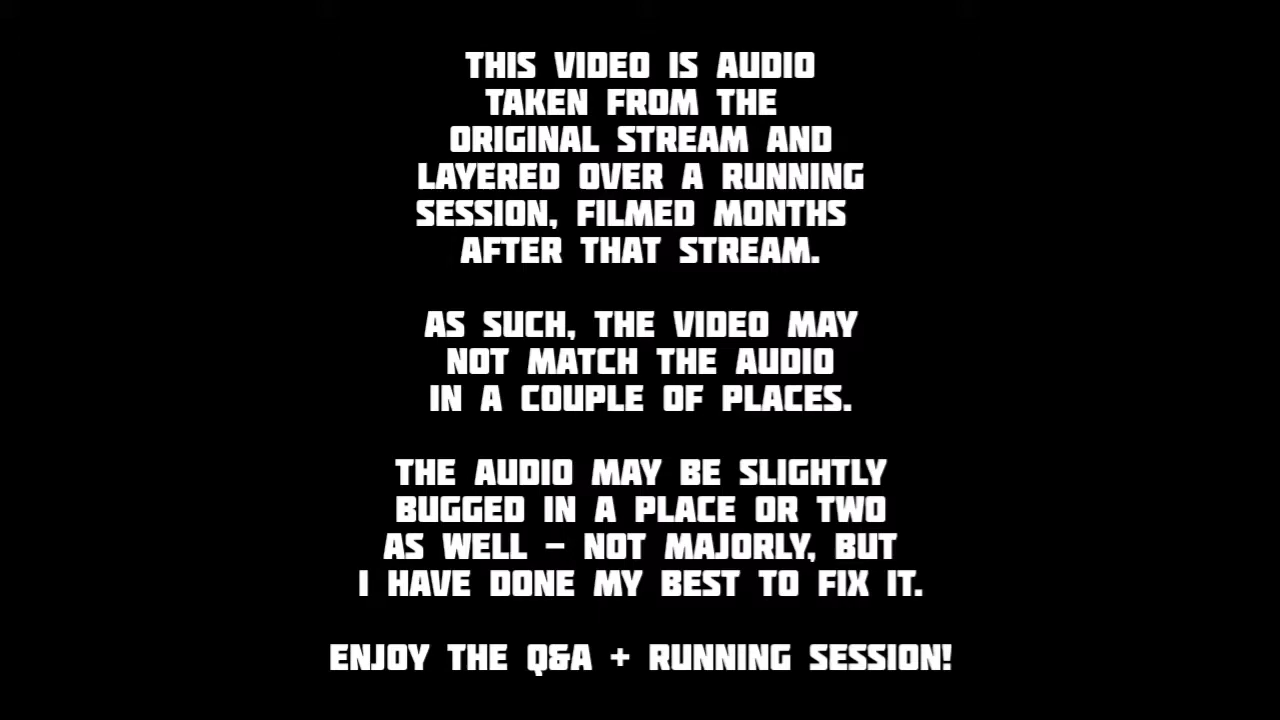 THIS VIDEO IS AUDIO
TAKEN FROM THE
ORIGINAL STREAM AND
LAYERED OVER A RUNNING
SESSION, FILMED MONTHS
AFTER THAT STREAM.
AS SUCH, THE VIDEO MAY
NOT MATCH THE AUDIO
IN A COUPLE OF PLACES.
THE AUDIO MAY BE SLIGHTLY
BUGGED IN A PLACE OR TWO
AS WELL – NOT MAJORLY, BUT
I HAVE DONE MY BEST TO FIX IT.
ENJOY THE Q&A + RUNNING SESSION!